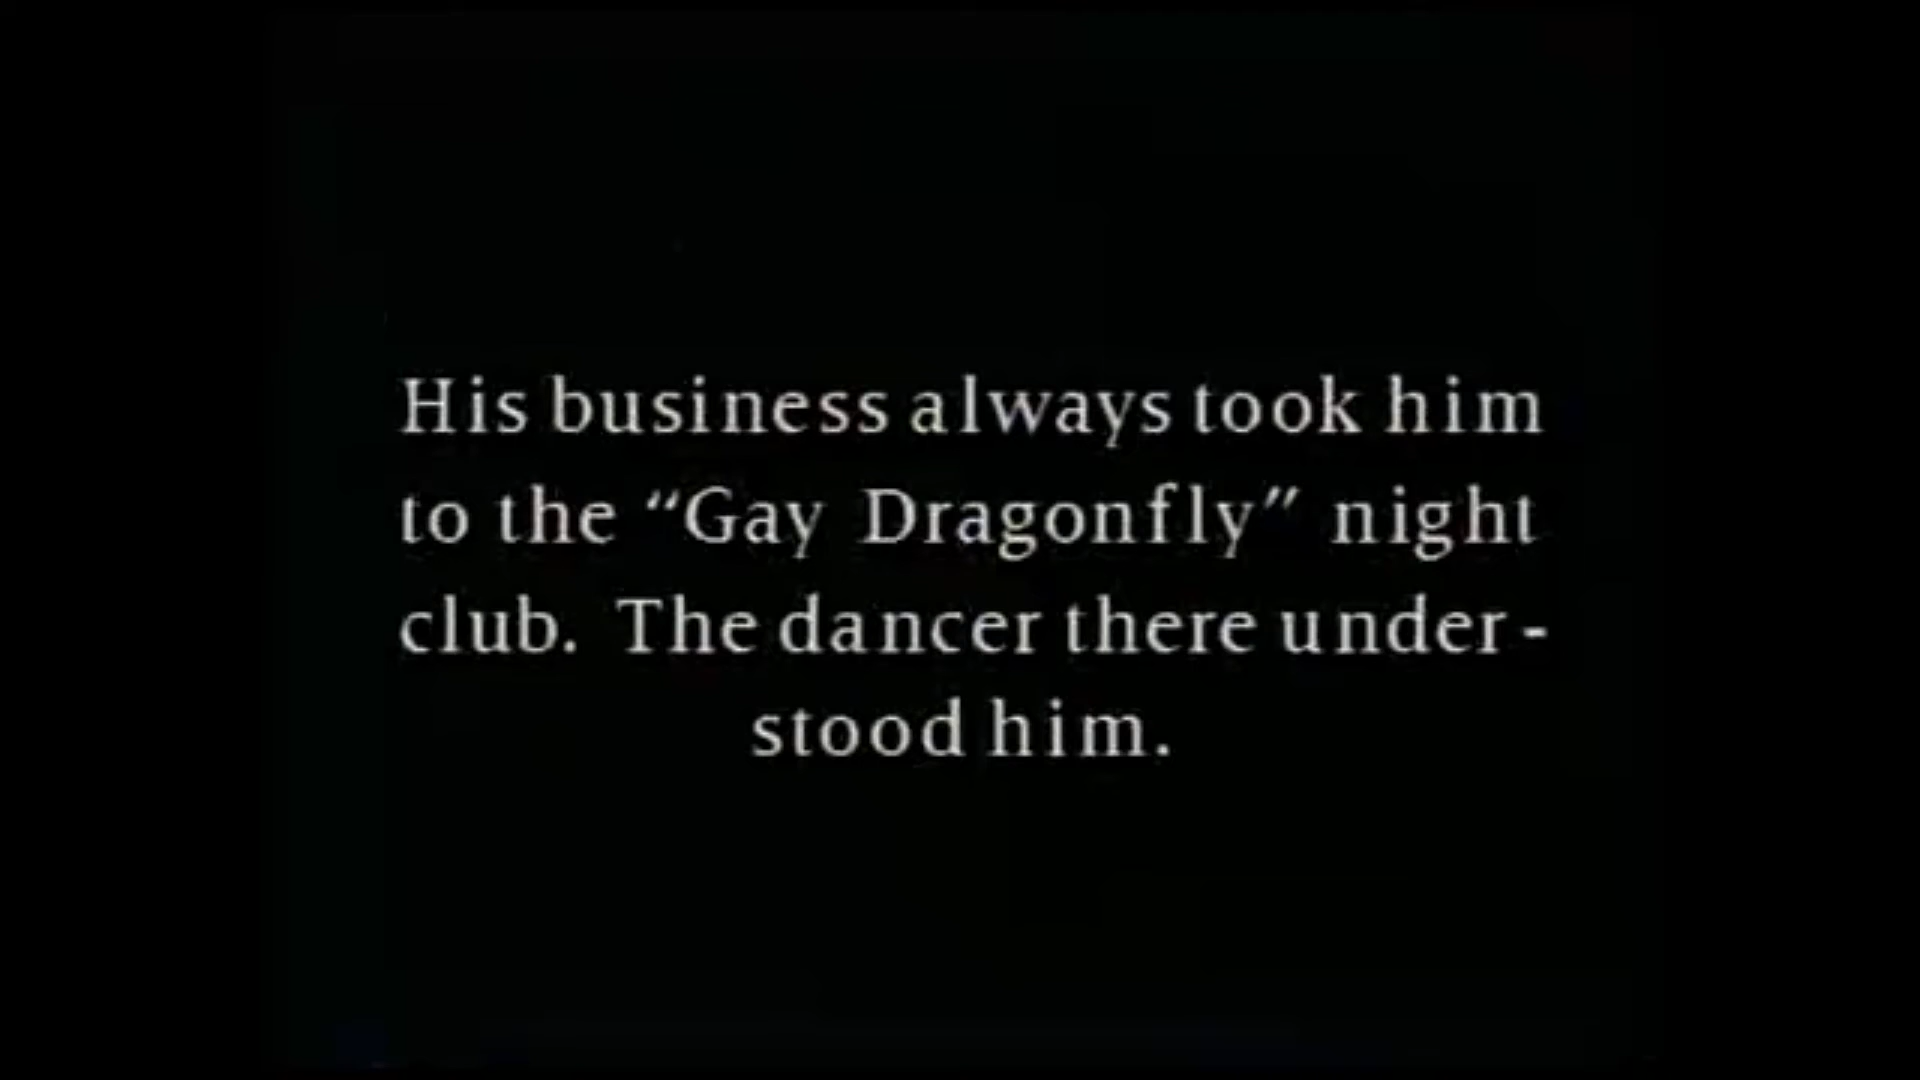 His business always took him
to the “Gay Dragonfly” night
club. The dancer there under-
stood him.